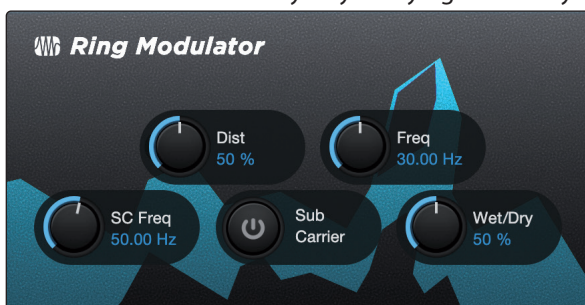 Ring Modulator
Dist
50 %
Freq
30.00 Hz
SC Freq
50.00 Hz
Sub
Carrier
Wet/Dry
50 %